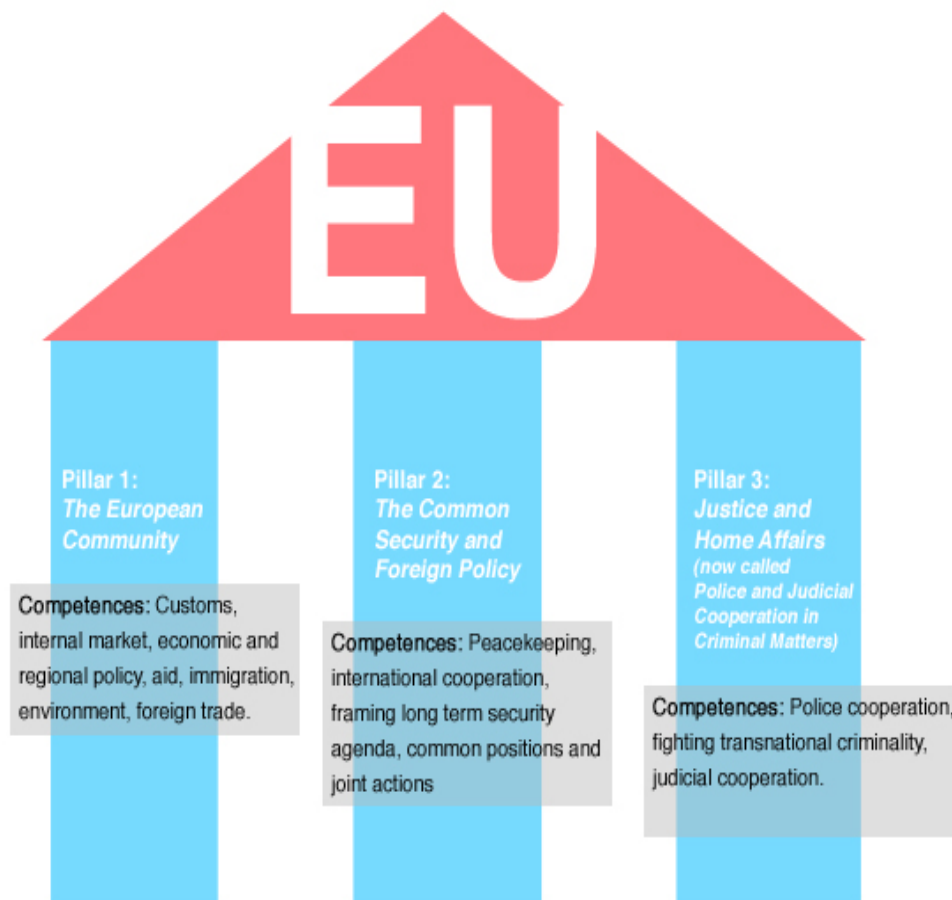 EU
Pillar 1:
The European
Community
Competences: Customs,
internal market, economic and
regional policy, aid, immigration,
environment, foreign trade.
Pillar 2:
The Common
Security and
Foreign Policy
Competences: Peacekeeping,
international cooperation,
framing long term security
agenda, common positions and
joint actions
Pillar 3:
Justice and
Home Affairs
(now called
Police and Judicial
Cooperation in
Criminal Matters)
Competences: Police cooperation,
fighting transnational criminality,
judicial cooperation.